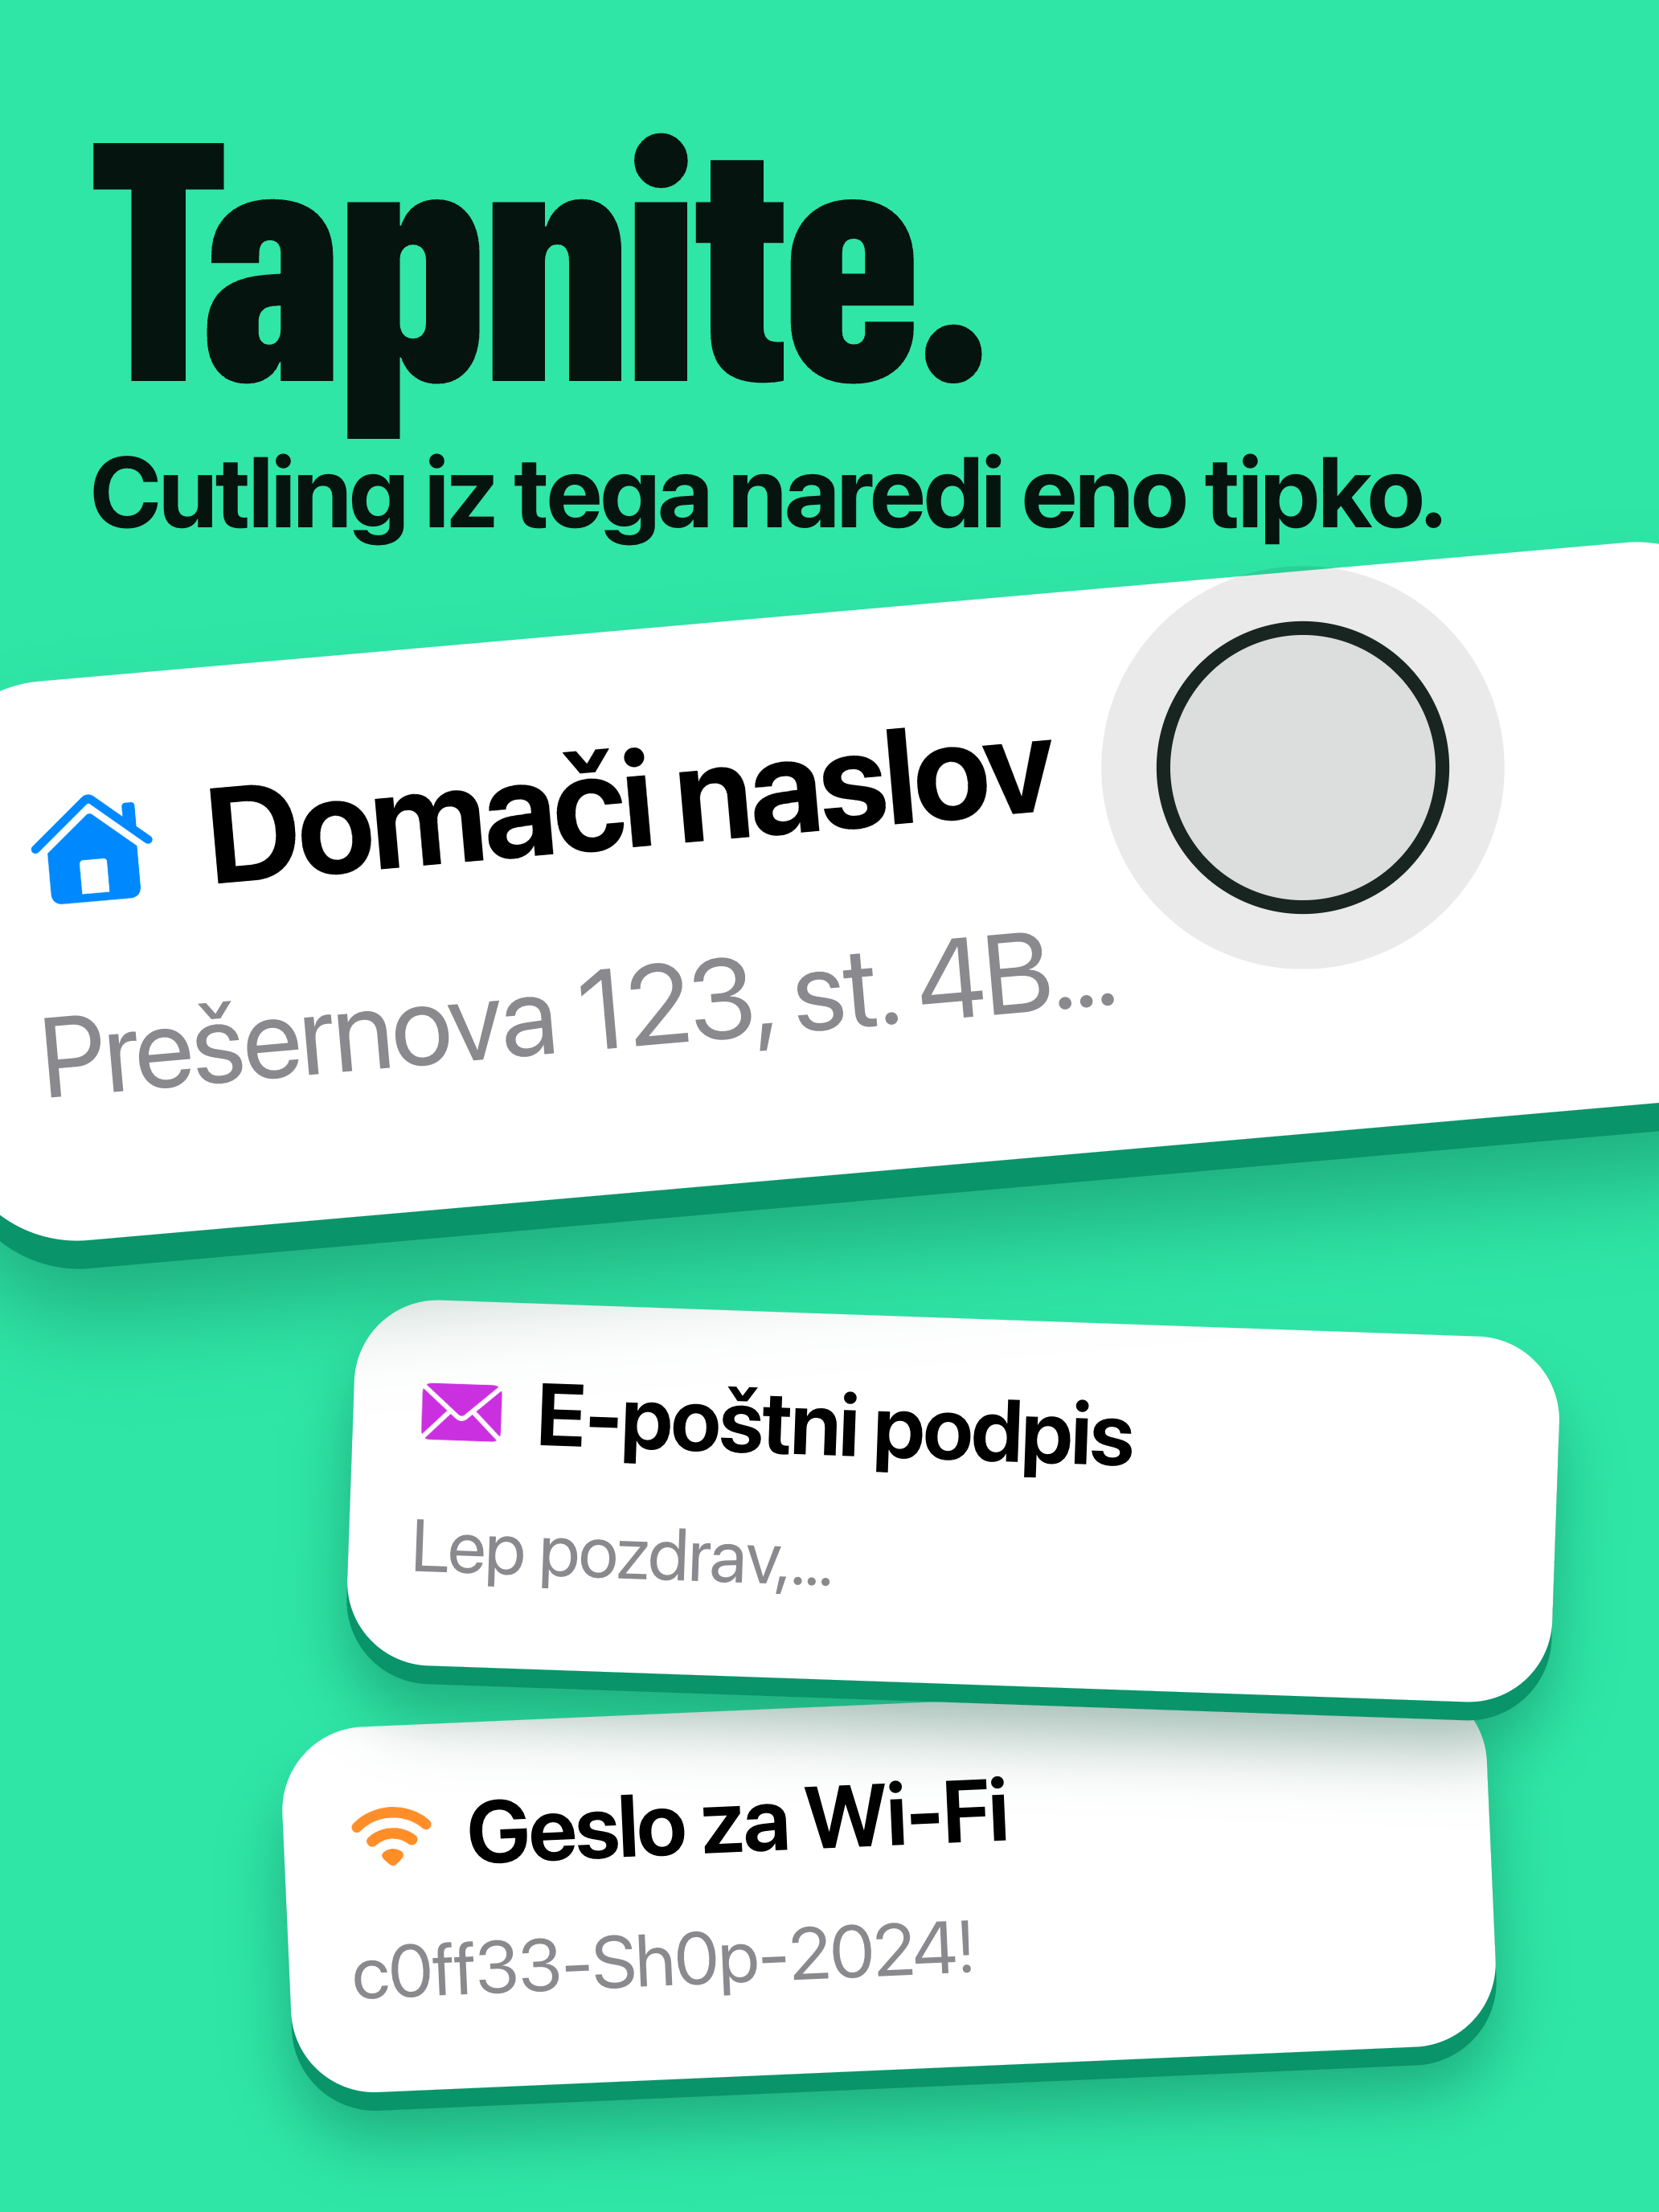 Tapnite.
Cutling iz tega naredi eno tipko.
Domači naslov
Prešernova 123, st. 4B...
E-poštni podpis
Lep pozdrav,...
Geslo za Wi-Fi
c0ff33-Sh0p-2024!